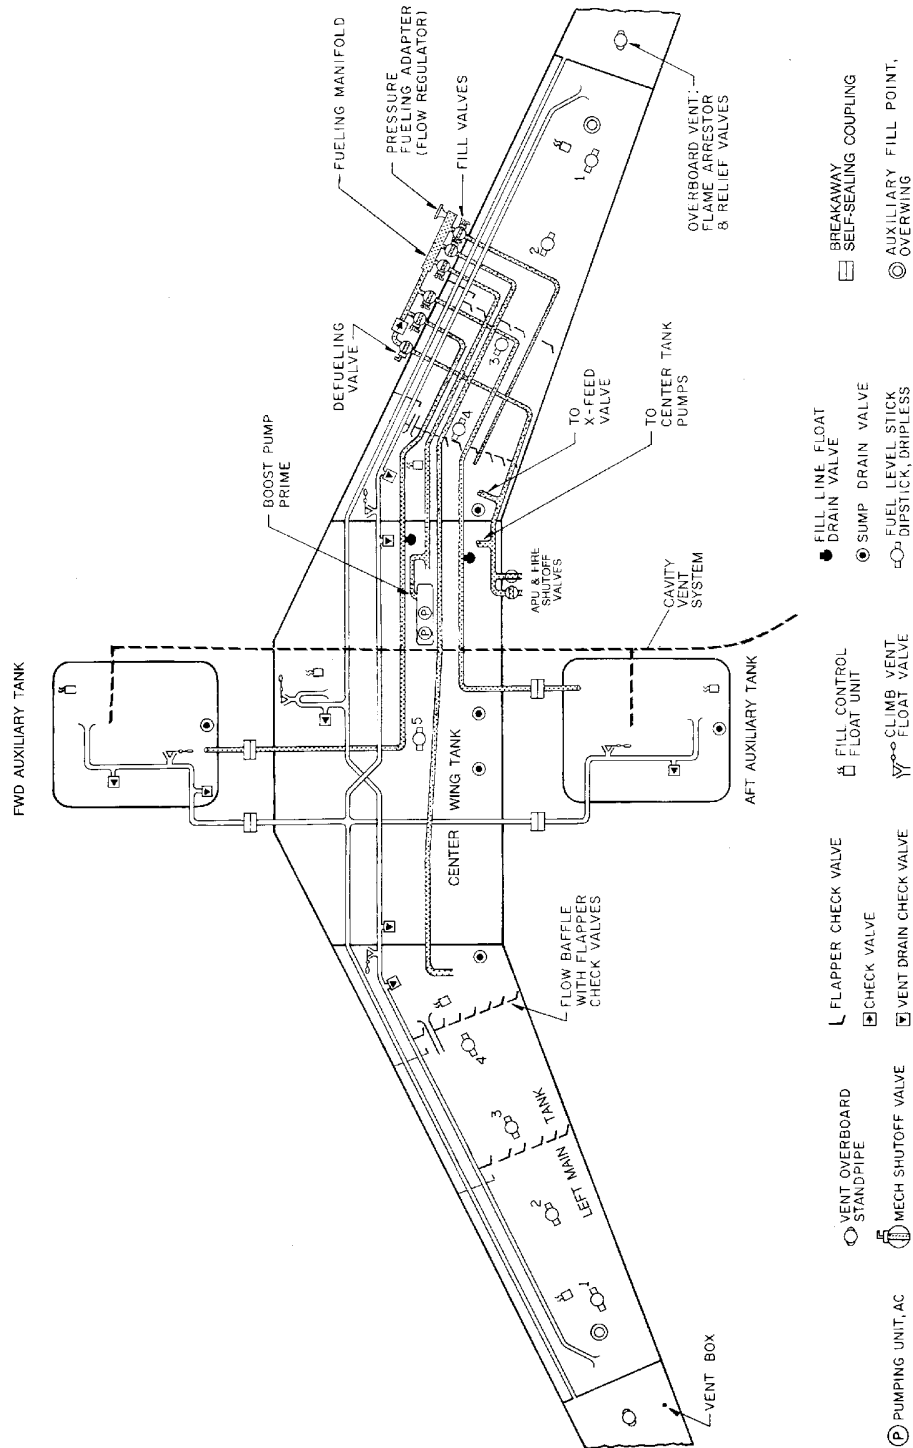 FWD AUXILIARY TANK
BOOST PUMP
PRIME
DEFUELING
VALVE
FUELING MANIFOLD
PRESSURE
FUELING ADAPTER
(FLOW REGULATOR)
FILL VALVES
1
2
3
4
5
4
3
2
1
P
P
CENTER WING TANK
LEFT MAIN TANK
FLOW BAFFLE
WITH FLAPPER
CHECK VALVES
VENT BOX
APU & FIRE
SHUTOFF
VALVES
TO
X-FEED
VALVE
TO
CENTER TANK
PUMPS
OVERBOARD VENT:
FLAME ARRESTOR
& RELIEF VALVES
CAVITY
VENT
SYSTEM
AFT AUXILIARY TANK
P PUMPING UNIT, AC
VENT OVERBOARD
STANDPIPE
MECH SHUTOFF VALVE
FLAPPER CHECK VALVE
CHECK VALVE
VENT DRAIN CHECK VALVE
FILL CONTROL
FLOAT UNIT
CLIMB VENT
FLOAT VALVE
FILL LINE FLOAT
DRAIN VALVE
SUMP DRAIN VALVE
FUEL LEVEL STICK
DIPSTICK, DRIPLESS
BREAKAWAY
SELF-SEALING COUPLING
AUXILIARY FILL POINT,
OVERWING